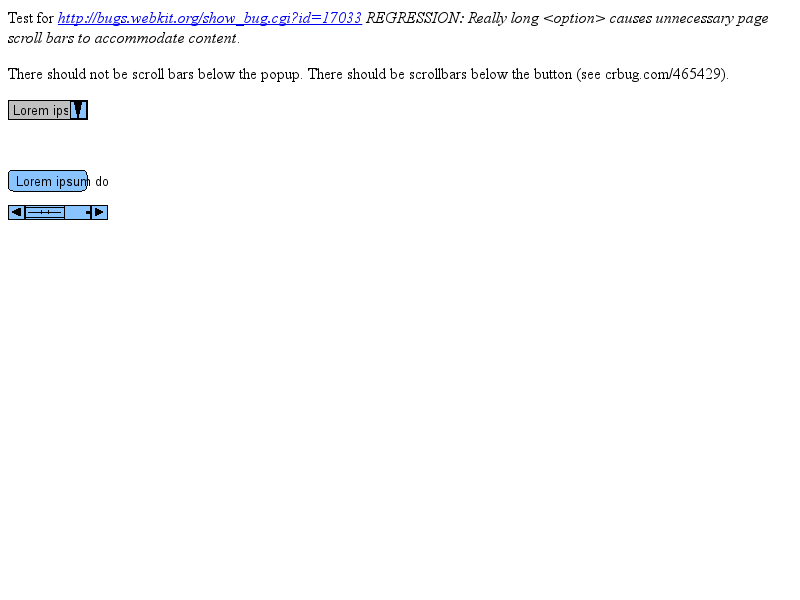 Test for http://bugs.webkit.org/show_bug.cgi?id=17033 REGRESSION: Really long <option> causes unnecessary page
scroll bars to accommodate content.
There should not be scroll bars below the popup. There should be scrollbars below the button (see crbug.com/465429).
Lorem ips
Lorem ipsum do